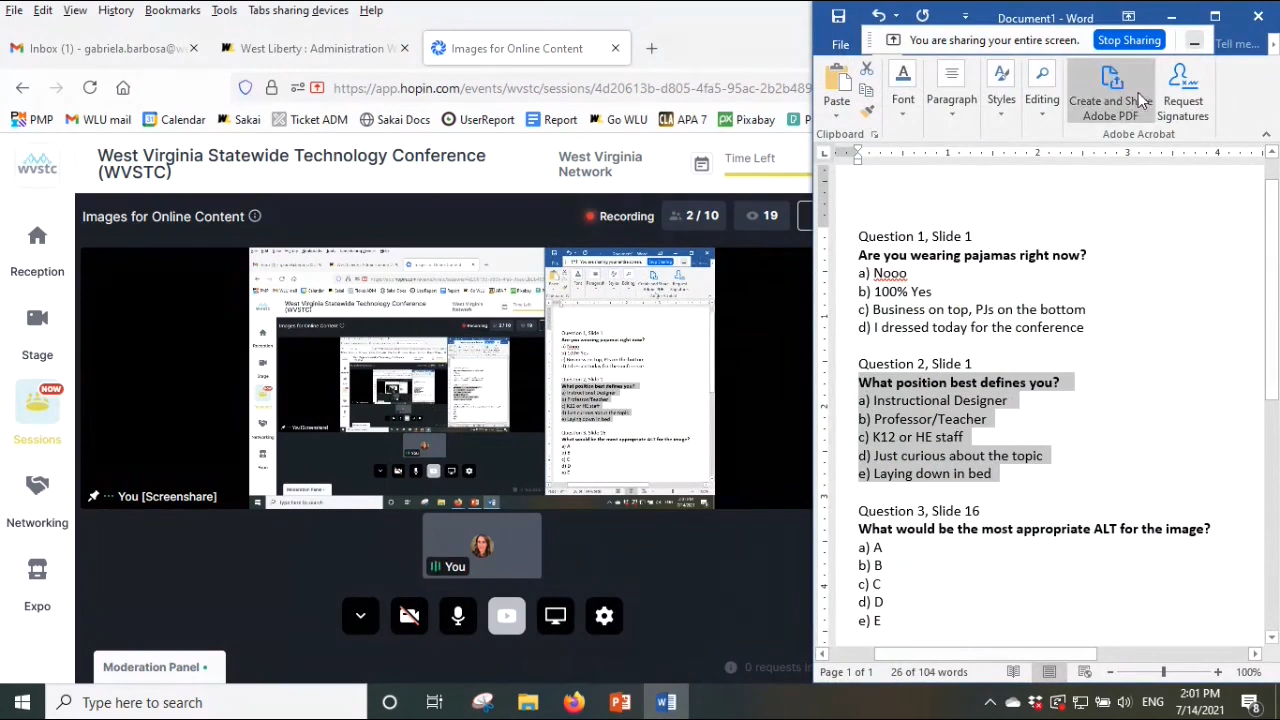 File Edit View History Bookmarks Tools Tabs sharing devices Help
Inbox (1) - gabriela.cariboni@
West Liberty : Administration W
Images for Online Content
https://app.hopin.com/events/wvstc/sessions/4d20613b-d805-4fa5-95ac-2b2b489
PMP WLU mail Calendar Sakai Ticket ADM Sakai Docs UserReport Report Go WLU APA 7 Pixabay
wvstc
West Virginia Statewide Technology Conference
(WVSTC)
West Virginia
Network
Time Left
Images for Online Content
Recording
2 / 10
19
Reception
Stage
NOW
Sessions
Networking
Expo
You [Screenshare]
You
Moderation Panel
0 requests in
Document1 - Word
File
You are sharing your entire screen.
Stop Sharing
Tell me...
Paste
Font
Paragraph
Styles
Editing
Create and Share
Adobe PDF
Request
Signatures
Clipboard
Adobe Acrobat
1 2 3 4
Question 1, Slide 1
Are you wearing pajamas right now?
a) Nooo
b) 100% Yes
c) Business on top, PJs on the bottom
d) I dressed today for the conference
Question 2, Slide 1
What position best defines you?
a) Instructional Designer
b) Professor/Teacher
c) K12 or HE staff
d) Just curious about the topic
e) Laying down in bed
Question 3, Slide 16
What would be the most appropriate ALT for the image?
a) A
b) B
c) C
d) D
e) E
Page 1 of 1
26 of 104 words
100%
Type here to search
ENG
2:01 PM
7/14/2021
8